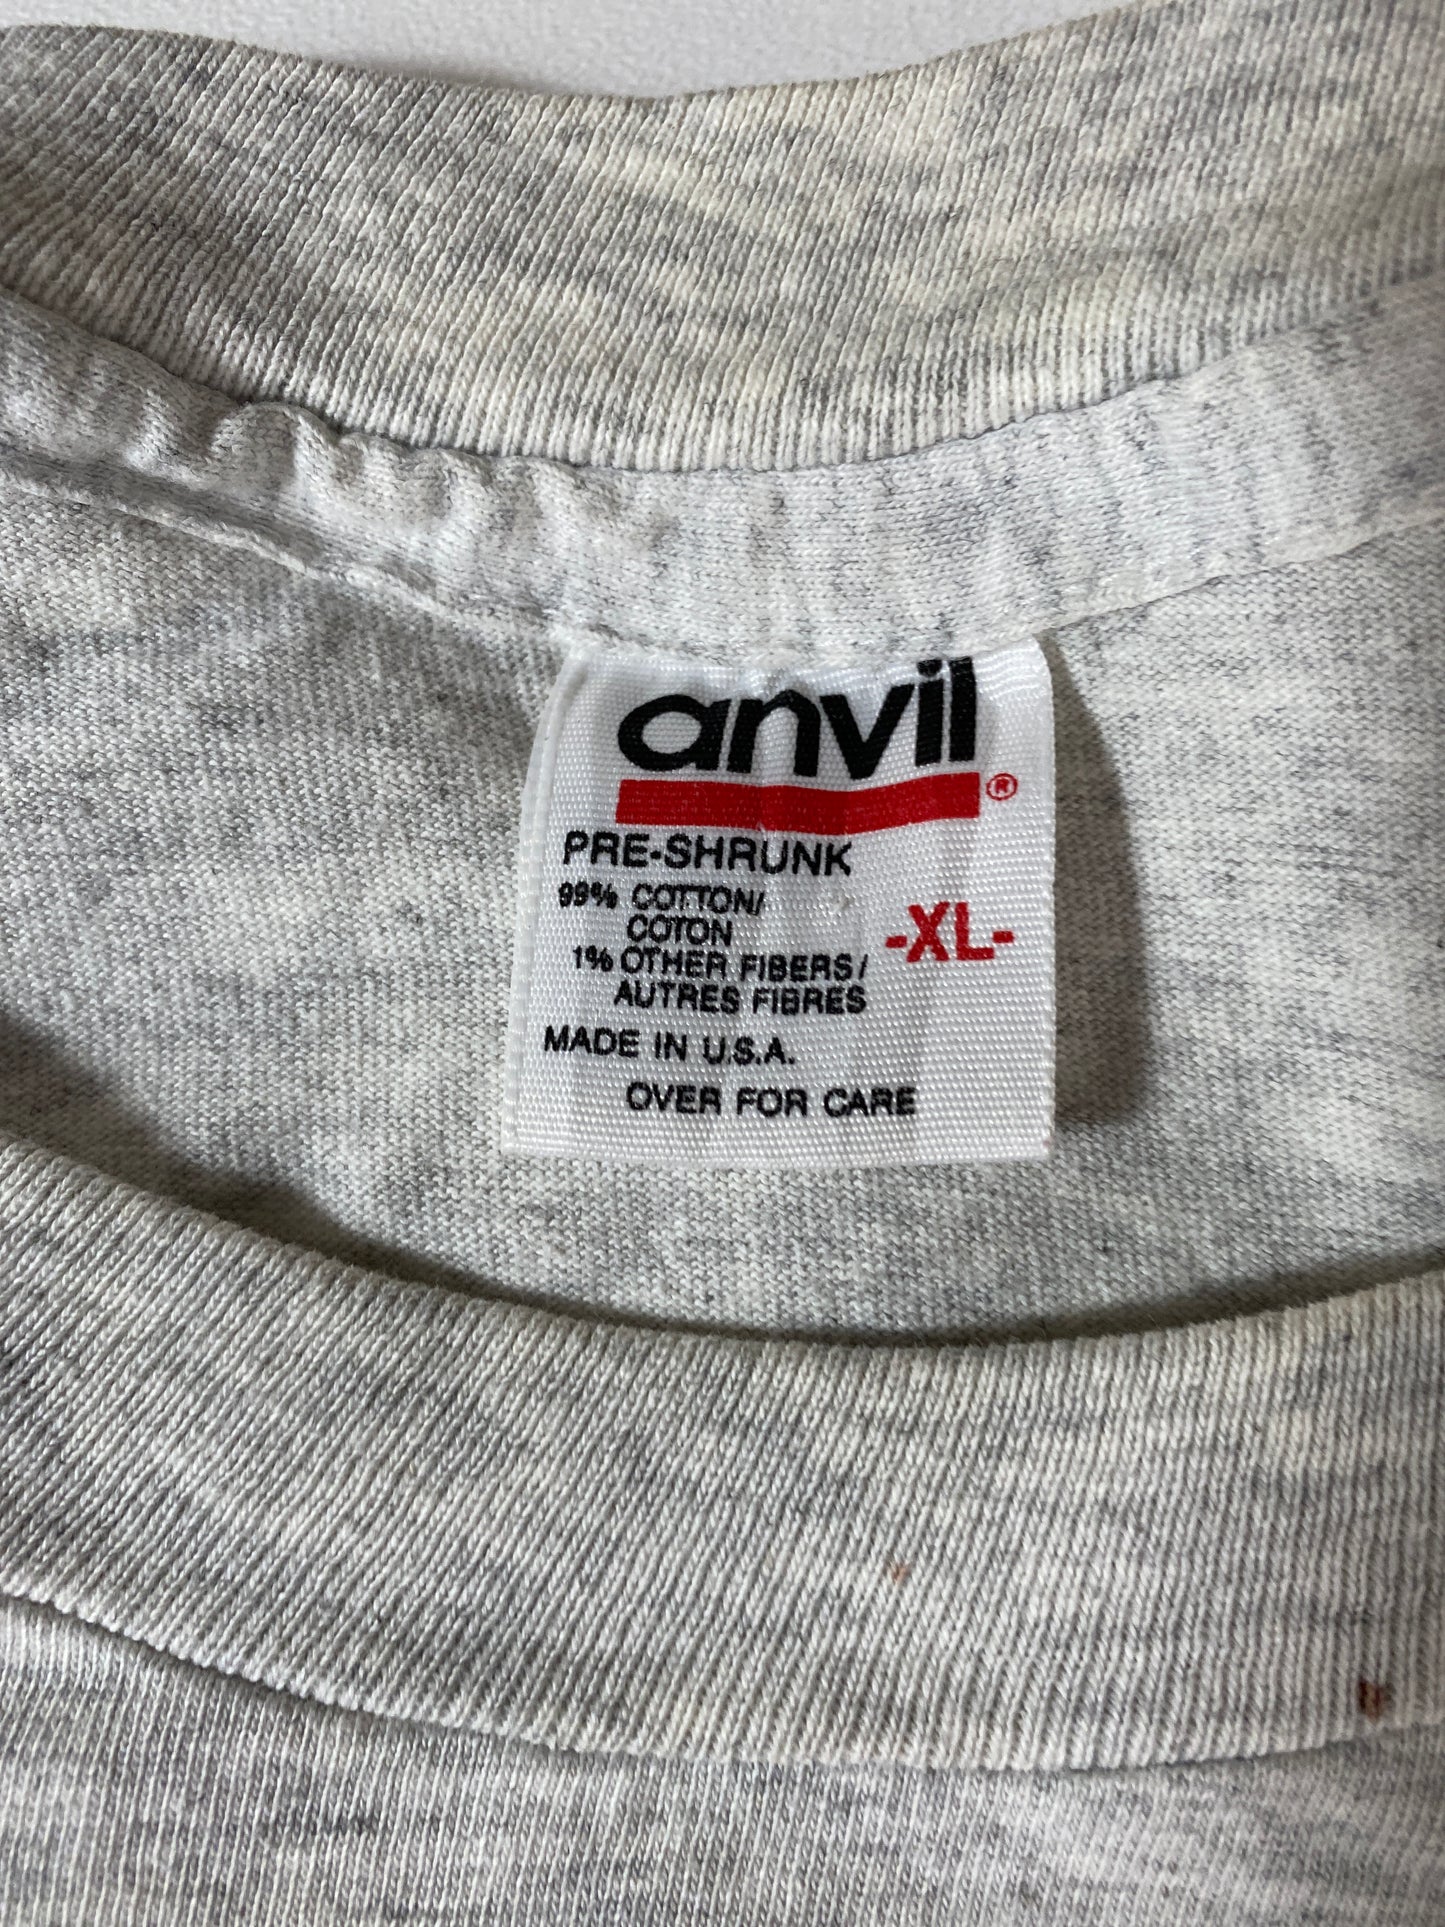 anvil
®
PRE-SHRUNK
99% COTTON/
COTON
-XL-
1% OTHER FIBERS/
AUTRES FIBRES
MADE IN U.S.A.
OVER FOR CARE